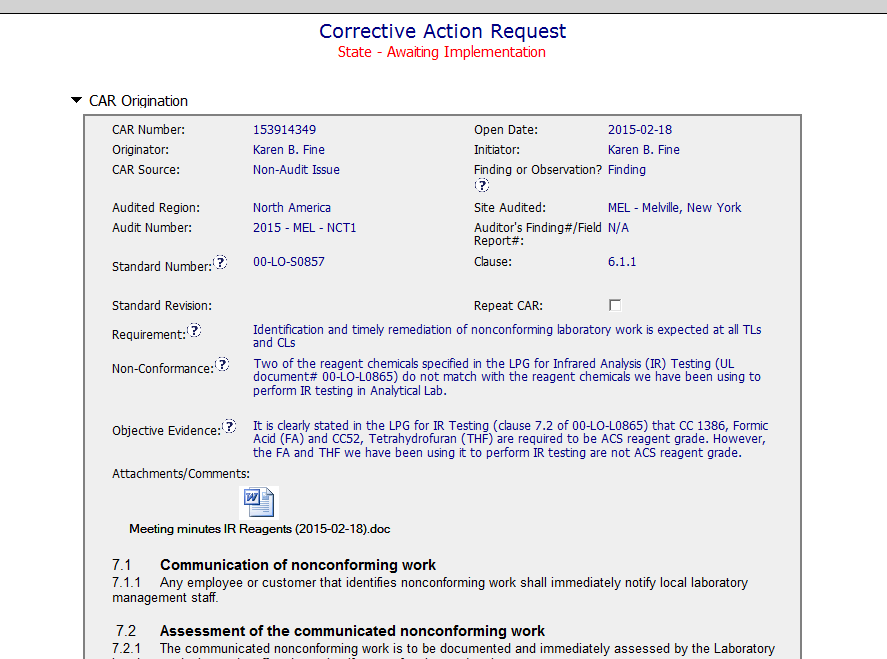 Corrective Action Request
State - Awaiting Implementation
CAR Origination
CAR Number: 153914349 Open Date: 2015-02-18
Originator: Karen B. Fine Initiator: Karen B. Fine
CAR Source: Non-Audit Issue Finding or Observation? Finding
?
Audited Region: North America Site Audited: MEL - Melville, New York
Audit Number: 2015 - MEL - NCT1 Auditor's Finding#/Field N/A
Report#:
Standard Number: ? 00-LO-S0857 Clause: 6.1.1
Standard Revision: Repeat CAR:
Requirement: ? Identification and timely remediation of nonconforming laboratory work is expected at all TLs
and CLs
Non-Conformance: ? Two of the reagent chemicals specified in the LPG for Infrared Analysis (IR) Testing (UL
document# 00-LO-L0865) do not match with the reagent chemicals we have been using to
perform IR testing in Analytical Lab.
Objective Evidence: ? It is clearly stated in the LPG for IR Testing (clause 7.2 of 00-LO-L0865) that CC 1386, Formic
Acid (FA) and CC52, Tetrahydrofuran (THF) are required to be ACS reagent grade. However,
the FA and THF we have been using it to perform IR testing are not ACS reagent grade.
Attachments/Comments:
W
Meeting minutes IR Reagents (2015-02-18).doc
7.1 Communication of nonconforming work
7.1.1 Any employee or customer that identifies nonconforming work shall immediately notify local laboratory
management staff.
7.2 Assessment of the communicated nonconforming work
7.2.1 The communicated nonconforming work is to be documented and immediately assessed by the Laboratory